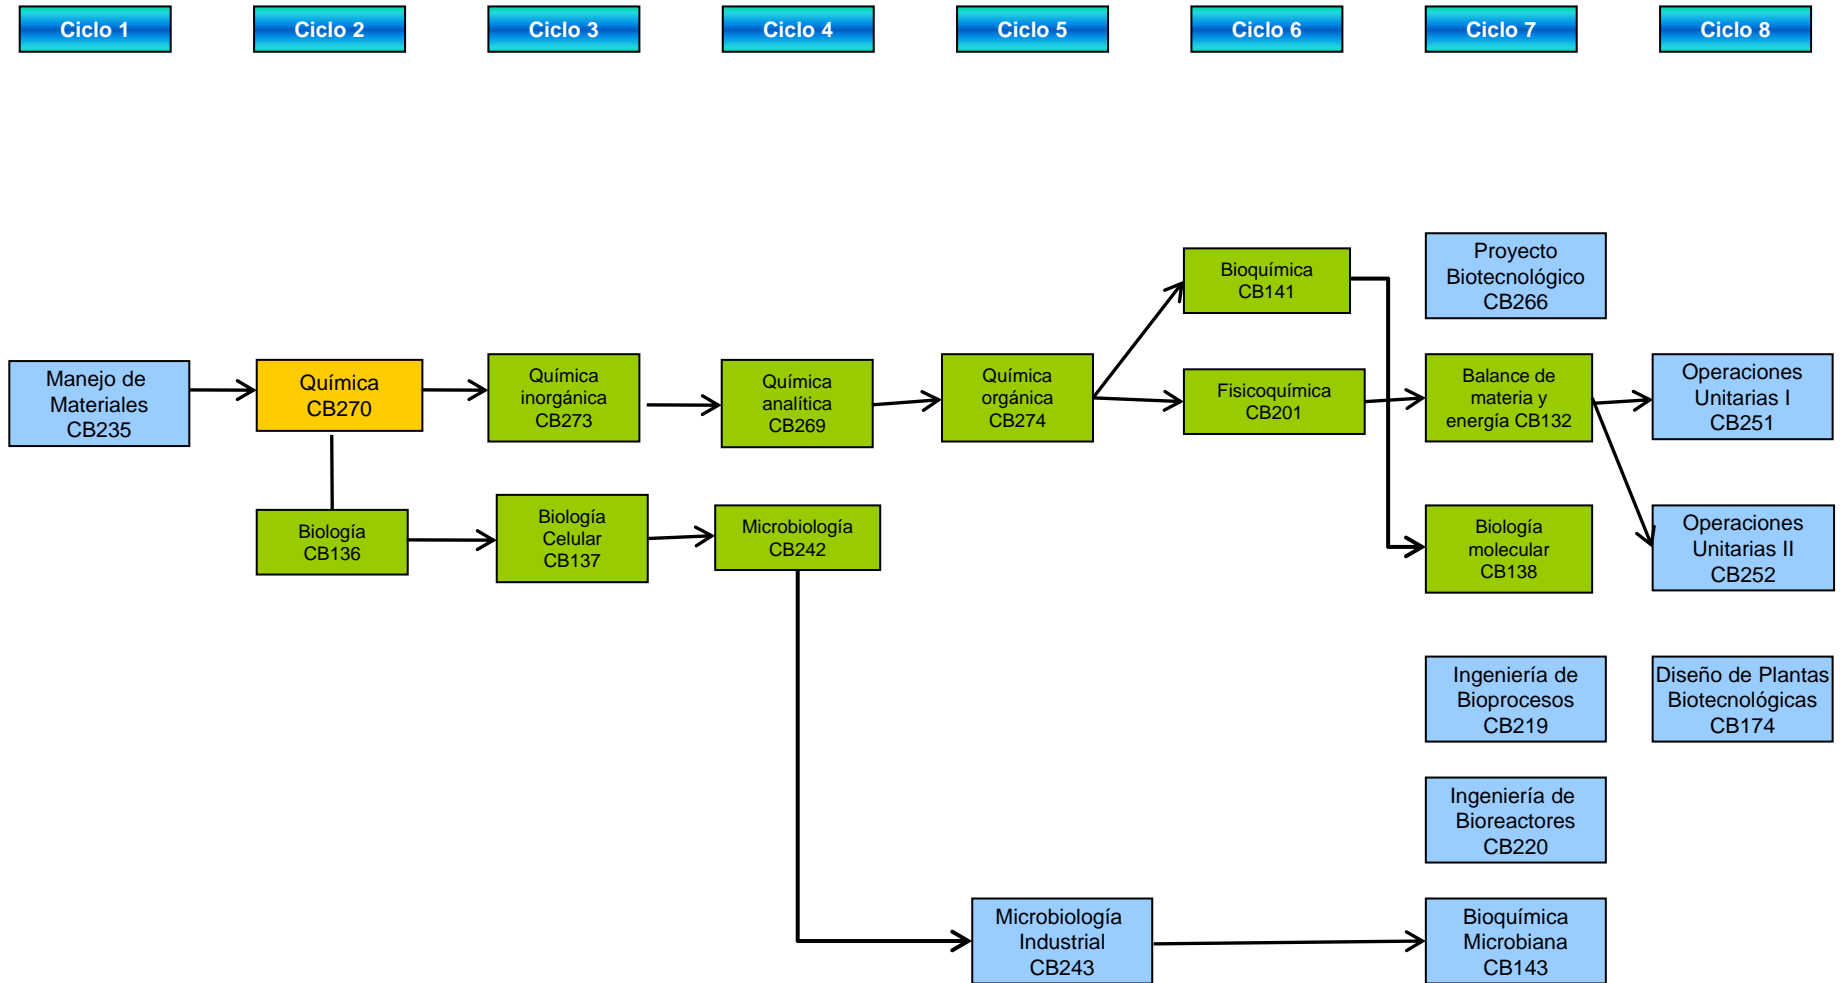 Ciclo 1
Ciclo 2
Ciclo 3
Ciclo 4
Ciclo 5
Ciclo 6
Ciclo 7
Ciclo 8
Manejo de
Materiales
CB235
Química
CB270
Biología
CB136
Química
inorgánica
CB273
Biología
Celular
CB137
Química
analítica
CB269
Microbiología
CB242
Química
orgánica
CB274
Microbiología
Industrial
CB243
Bioquímica
CB141
Fisicoquímica
CB201
Proyecto
Biotecnológico
CB266
Balance de
materia y
energía CB132
Biología
molecular
CB138
Ingeniería de
Bioprocesos
CB219
Ingeniería de
Bioreactores
CB220
Bioquímica
Microbiana
CB143
Operaciones
Unitarias I
CB251
Operaciones
Unitarias II
CB252
Diseño de Plantas
Biotecnológicas
CB174